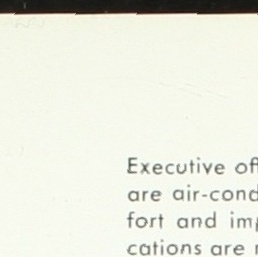 Executive of
are air-cond
fort and imp
cations are